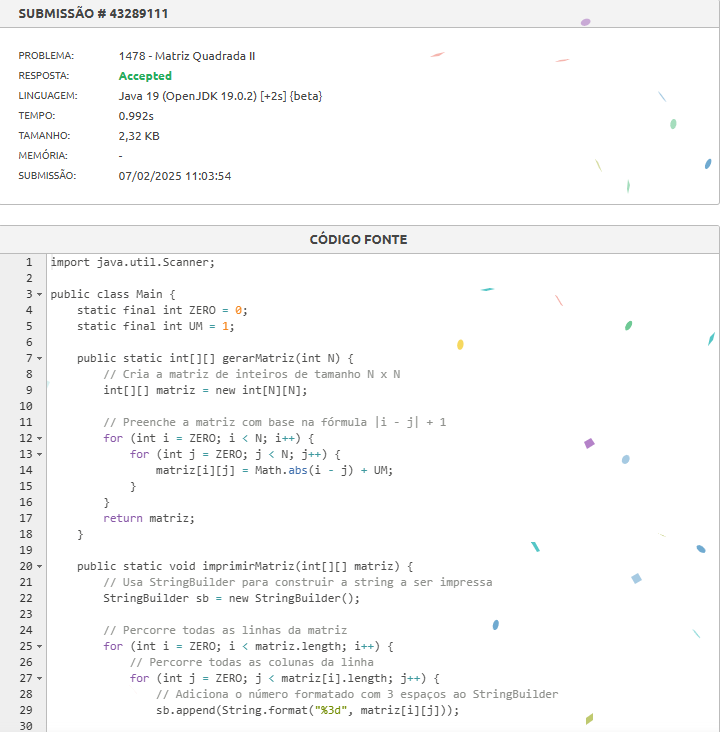 SUBMISSÃO # 43289111
PROBLEMA: 1478 - Matriz Quadrada II
RESPOSTA: Accepted
LINGUAGEM: Java 19 (OpenJDK 19.0.2) [+2s] {beta}
TEMPO: 0.992s
TAMANHO: 2,32 KB
MEMÓRIA: -
SUBMISSÃO: 07/02/2025 11:03:54
CÓDIGO FONTE
1 import java.util.Scanner;
2
3 public class Main {
4     static final int ZERO = 0;
5     static final int UM = 1;
6
7     public static int[][] gerarMatriz(int N) {
8         // Cria a matriz de inteiros de tamanho N x N
9         int[][] matriz = new int[N][N];
10
11         // Preenche a matriz com base na fórmula |i - j| + 1
12         for (int i = ZERO; i < N; i++) {
13             for (int j = ZERO; j < N; j++) {
14                 matriz[i][j] = Math.abs(i - j) + UM;
15             }
16         }
17         return matriz;
18     }
19
20     public static void imprimirMatriz(int[][] matriz) {
21         // Usa StringBuilder para construir a string a ser impressa
22         StringBuilder sb = new StringBuilder();
23
24         // Percorre todas as linhas da matriz
25         for (int i = ZERO; i < matriz.length; i++) {
26             // Percorre todas as colunas da linha
27             for (int j = ZERO; j < matriz[i].length; j++) {
28                 // Adiciona o número formatado com 3 espaços ao StringBuilder
29                 sb.append(String.format("%3d", matriz[i][j]));
30